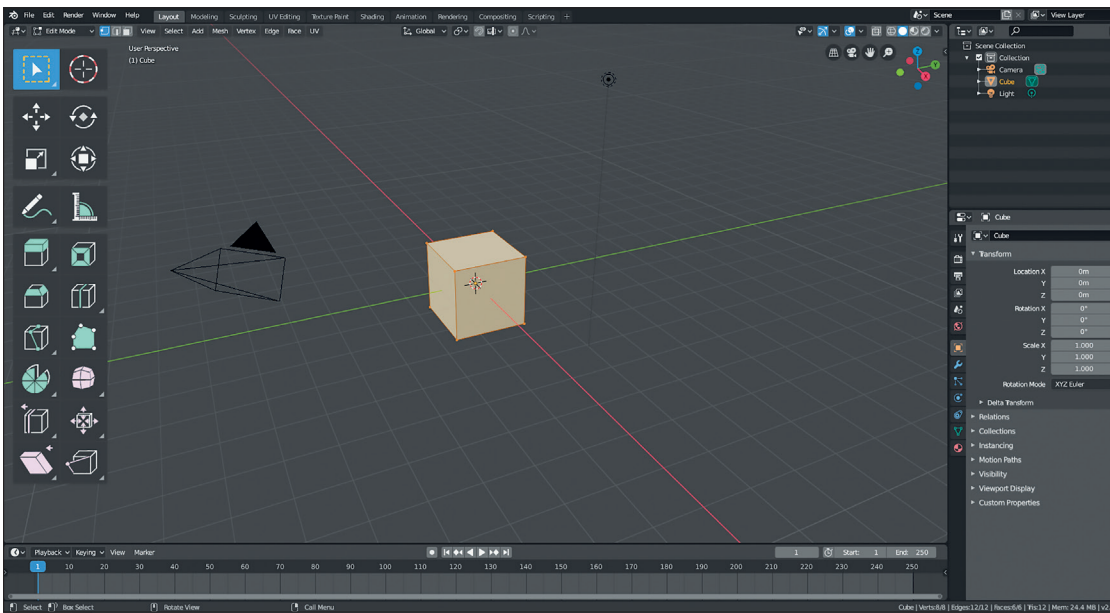 File Edit Render Window Help Layout Modeling Sculpting UV Editing Texture Paint Shading Animation Rendering Compositing Scripting + Scene View Layer
Edit Mode View Select Add Mesh Vertex Edge Face UV Global
User Perspective
(1) Cube
Z
Y
X
Scene Collection
Collection
Camera
Cube
Light
Cube
Cube
Transform
Location X 0m
Y 0m
Z 0m
Rotation X 0°
Y 0°
Z 0°
Scale X 1.000
Y 1.000
Z 1.000
Rotation Mode XYZ Euler
Delta Transform
Relations
Collections
Instancing
Motion Paths
Visibility
Viewport Display
Custom Properties
Playback Keying View Marker 1 Start: 1 End: 250
1 10 20 30 40 50 60 70 80 90 100 110 120 130 140 150 160 170 180 190 200 210 220 230 240 250
Select Box Select Rotate View Call Menu Cube | Verts:8/8 | Edges:12/12 | Faces:6/6 | Tris:12 | Mem: 24.4 MB | v2